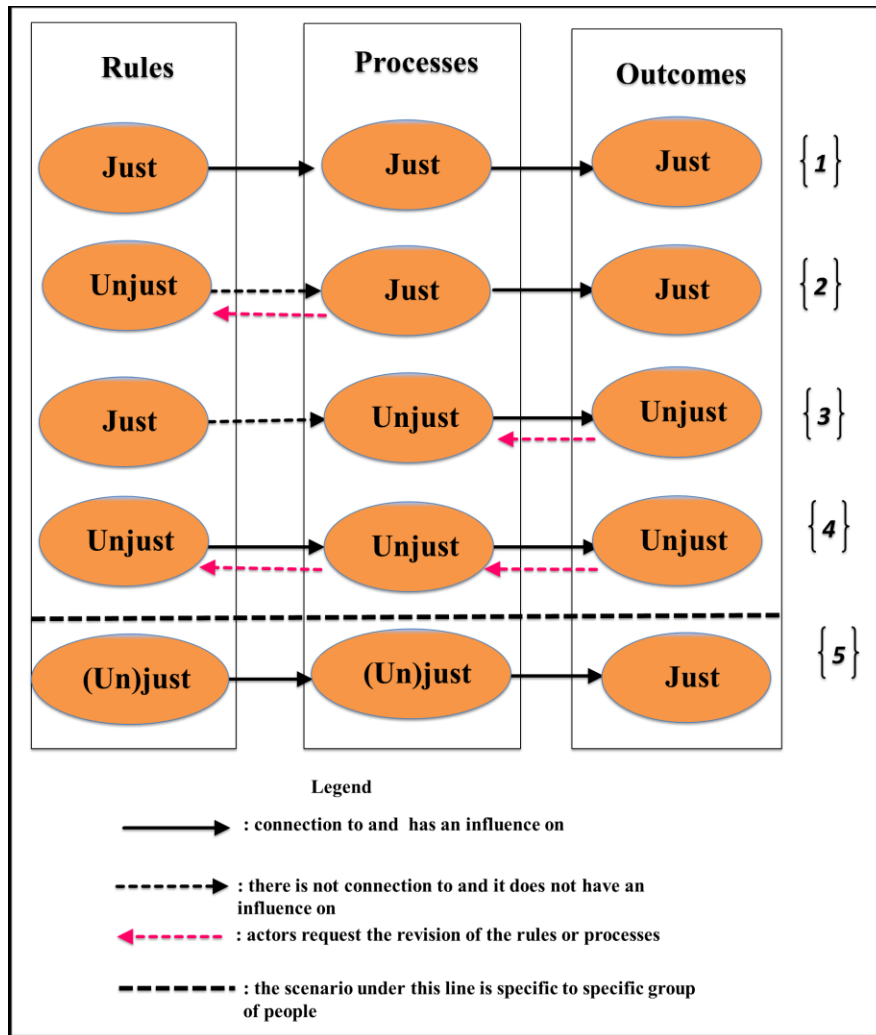 Rules
Processes
Outcomes
Just
Just
Just
{1}
Unjust
Just
Just
{2}
Just
Unjust
Unjust
{3}
Unjust
Unjust
Unjust
{4}
(Un)just
(Un)just
Just
{5}
Legend
: connection to and has an influence on
: there is not connection to and it does not have an
influence on
: actors request the revision of the rules or processes
: the scenario under this line is specific to specific group
of people